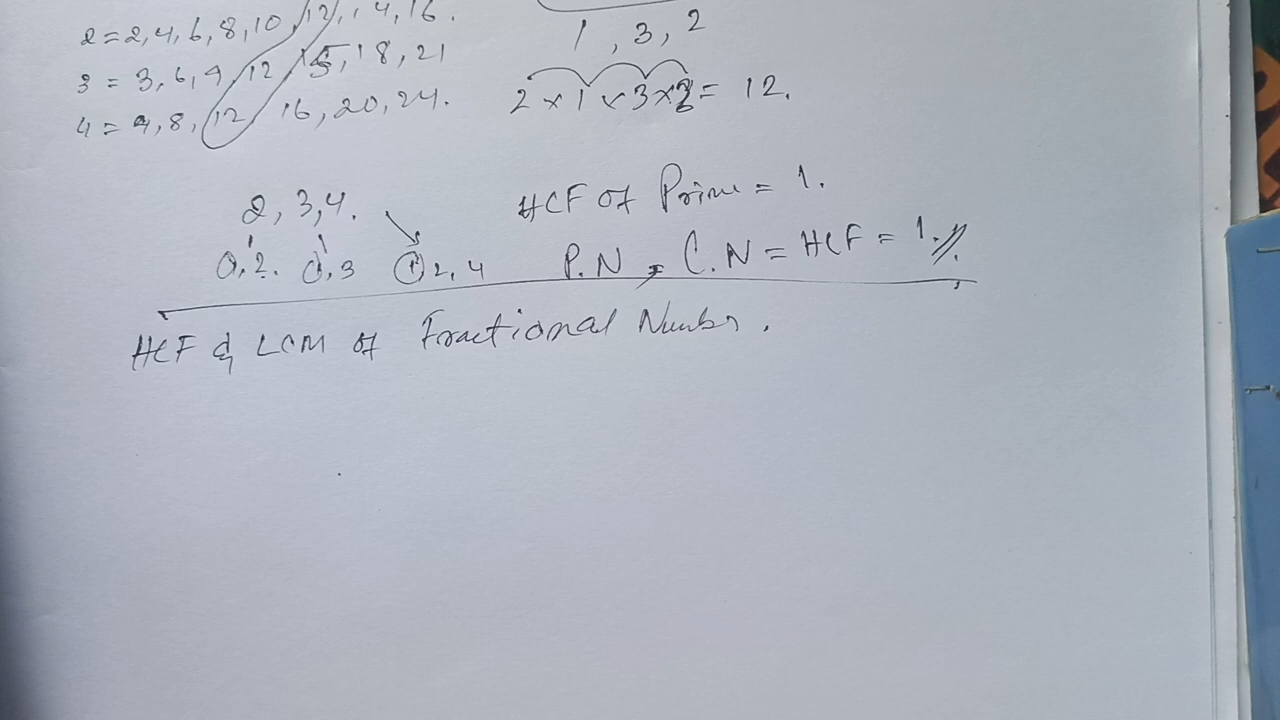 2 = 2, 4, 6, 8, 10, 12, 14, 16.
3 = 3, 6, 9, 12, 15, 18, 21
4 = 4, 8, 12, 16, 20, 24.
1, 3, 2
2 × 1 × 3 × 2 = 12.
2, 3, 4.
1, 2. 1, 3 1, 2, 4
HCF of Prime = 1.
P.N, C.N = HCF = 1.
HCF & LCM of Fractional Number.